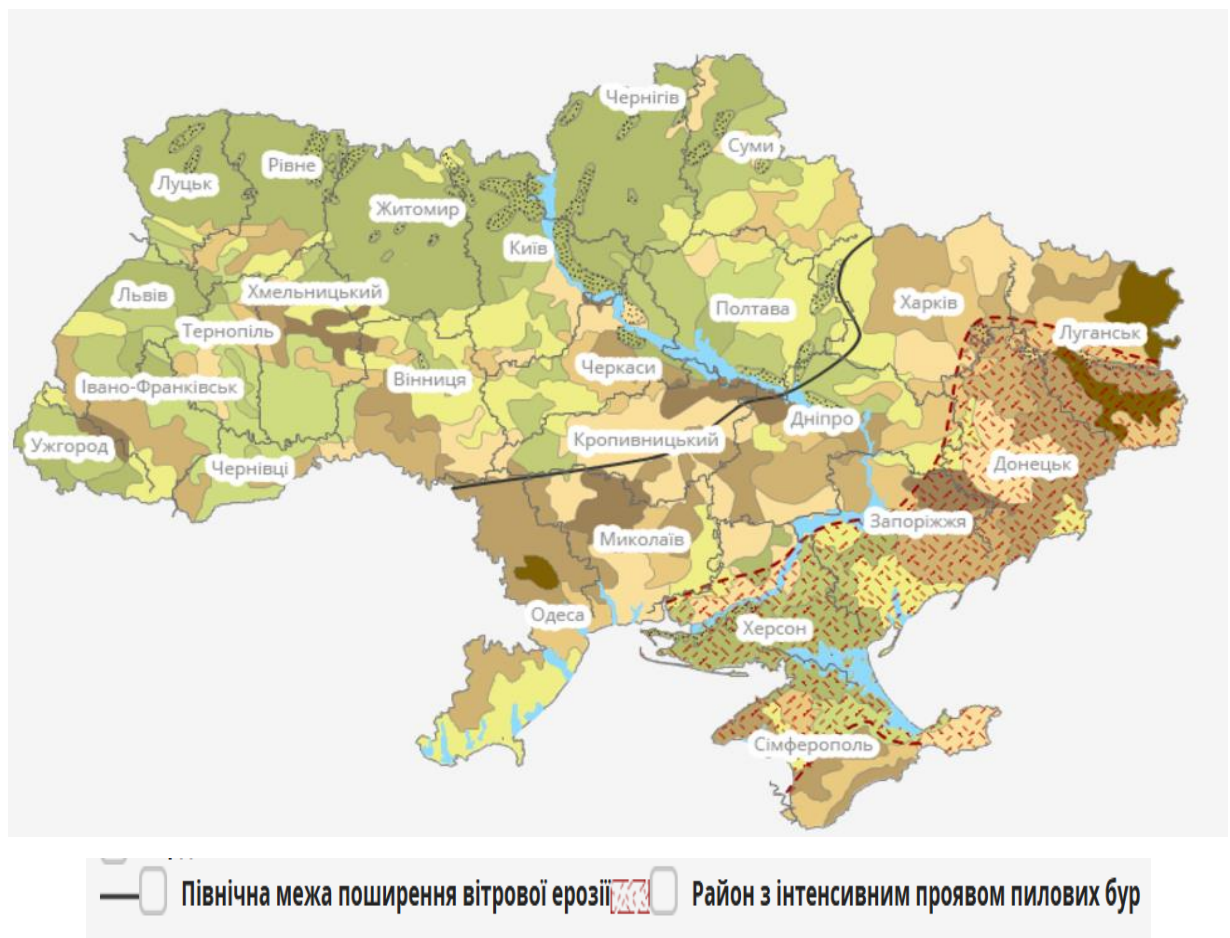 Чернігів
Суми
Рівне
Луцьк
Житомир
Київ
Хмельницький
Львів
Харків
Полтава
Тернопіль
Луганськ
Черкаси
Вінниця
Івано-Франківськ
Дніпро
Кропивницький
Ужгород
Чернівці
Донецьк
Запоріжжя
Миколаїв
Одеса
Херсон
Сімферополь
Північна межа поширення вітрової ерозії Район з інтенсивним проявом пилових бур